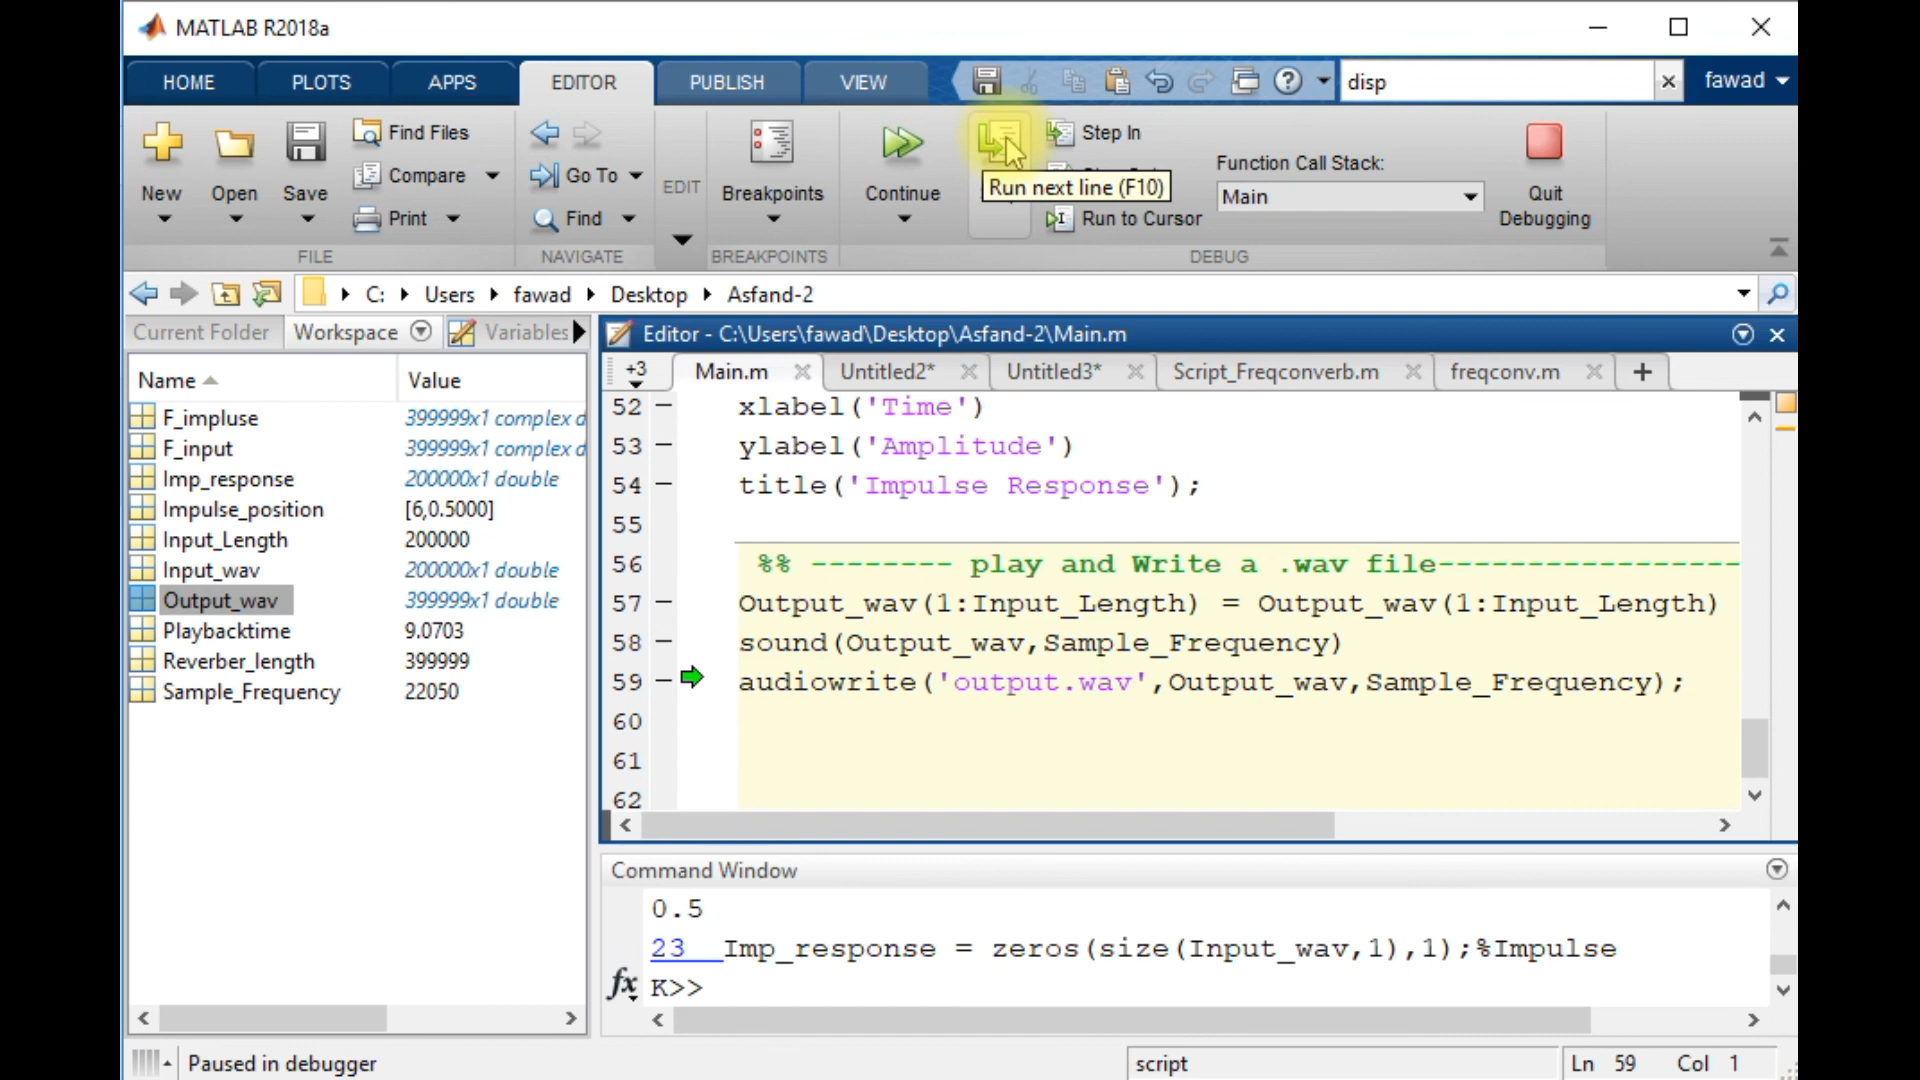 MATLAB R2018a
HOME
PLOTS
APPS
EDITOR
PUBLISH
VIEW
disp
fawad
New
Open
Save
Find Files
Compare
Print
FILE
Go To
Find
NAVIGATE
EDIT
Breakpoints
BREAKPOINTS
Continue
Step In
Run next line (F10)
Run to Cursor
Function Call Stack:
Main
DEBUG
Quit
Debugging
C: Users fawad Desktop Asfand-2
Current Folder
Workspace
Variables
Name
Value
F_impluse 399999x1 complex d
F_input 399999x1 complex d
Imp_response 200000x1 double
Impulse_position [6,0.5000]
Input_Length 200000
Input_wav 200000x1 double
Output_wav 399999x1 double
Playbacktime 9.0703
Reverber_length 399999
Sample_Frequency 22050
Editor - C:\Users\fawad\Desktop\Asfand-2\Main.m
+3
Main.m
Untitled2*
Untitled3*
Script_Freqconverb.m
freqconv.m
52 xlabel('Time')
53 ylabel('Amplitude')
54 title('Impulse Response');
55
56 %% -------- play and Write a .wav file-----------------
57 Output_wav(1:Input_Length) = Output_wav(1:Input_Length)
58 sound(Output_wav,Sample_Frequency)
59 audiowrite('output.wav',Output_wav,Sample_Frequency);
60
61
62
Command Window
0.5
23 Imp_response = zeros(size(Input_wav,1),1);%Impulse
fx K>>
Paused in debugger
script
Ln 59 Col 1